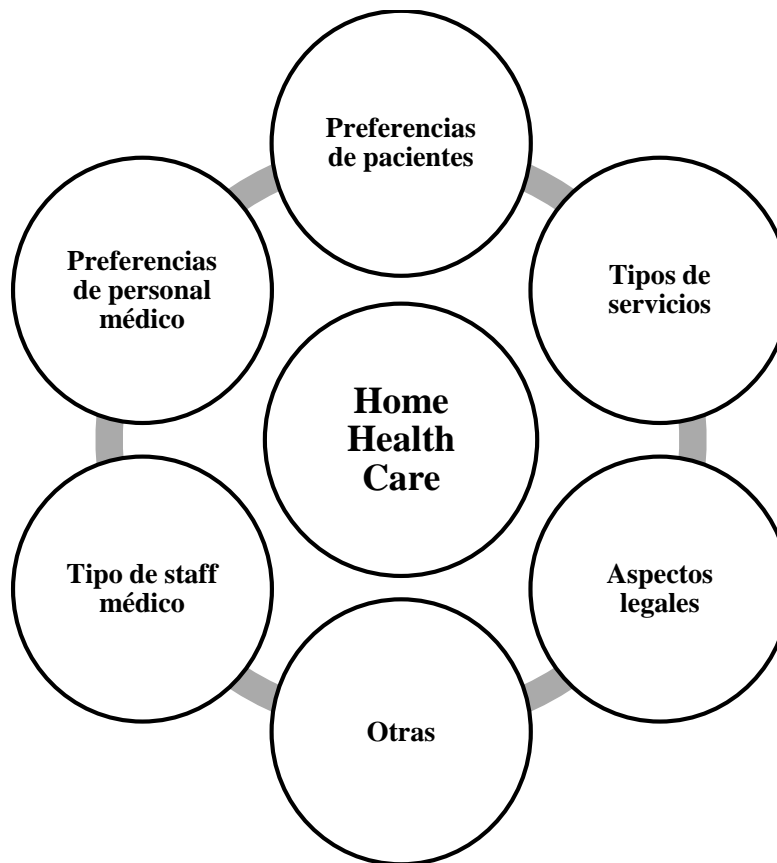 Preferencias
de pacientes
Tipos de
servicios
Aspectos
legales
Otras
Tipo de staff
médico
Preferencias
de personal
médico
Home
Health
Care